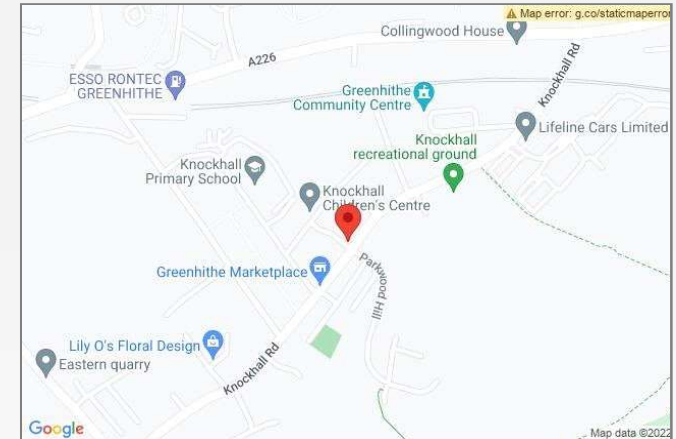 Map error: g.co/staticmaperror
Collingwood House
A226
ESSO RONTEC
GREENHITHE
Knockhall Rd
Greenhithe
Community Centre
Lifeline Cars Limited
Knockhall
recreational ground
Knockhall
Primary School
Knockhall
Children's Centre
Parkwood Hill
Greenhithe Marketplace
Lily O's Floral Design
Eastern quarry
Knockhall Rd
Google
Map data ©2022